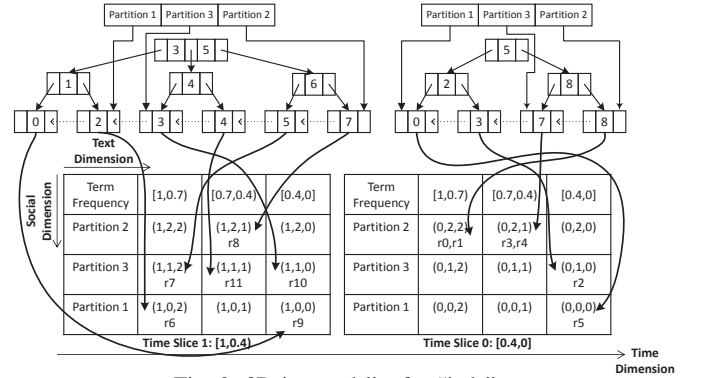 Partition 1 Partition 3 Partition 2
Partition 1 Partition 3 Partition 2
3 5
5
1 4 6
2 8
0 < 2 < 3 < 4 < 5 < 7
0 < 3 < 7 < 8
Text Dimension
Social Dimension
Term Frequency [1,0.7) [0.7,0.4) [0.4,0]
Partition 2 (1,2,2) (1,2,1) r8 (1,2,0)
Partition 3 (1,1,2) r7 (1,1,1) r11 (1,1,0) r10
Partition 1 (1,0,2) r6 (1,0,1) (1,0,0) r9
Time Slice 1: [1,0.4)
Term Frequency [1,0.7) [0.7,0.4) [0.4,0]
Partition 2 (0,2,2) r0,r1 (0,2,1) r3,r4 (0,2,0)
Partition 3 (0,1,2) (0,1,1) (0,1,0) r2
Partition 1 (0,0,2) (0,0,1) (0,0,0) r5
Time Slice 0: [0.4,0]
Time Dimension